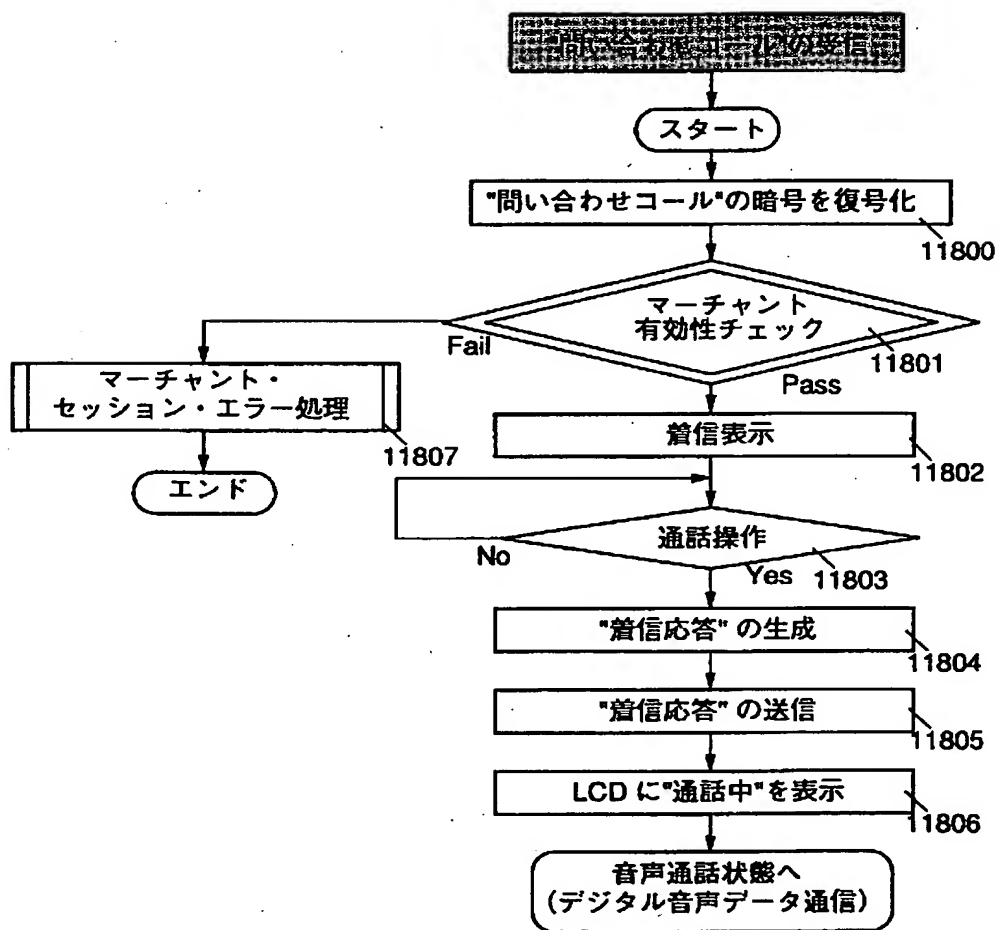 "問い合わせコール"の受信
スタート
"問い合わせコール"の暗号を復号化
11800
マーチャント
有効性チェック
11801
Fail
Pass
マーチャント・
セッション・エラー処理
11807
エンド
着信表示
11802
通話操作
No
Yes
11803
"着信応答" の生成
11804
"着信応答" の送信
11805
LCD に"通話中"を表示
11806
音声通話状態へ
(デジタル音声データ通信)